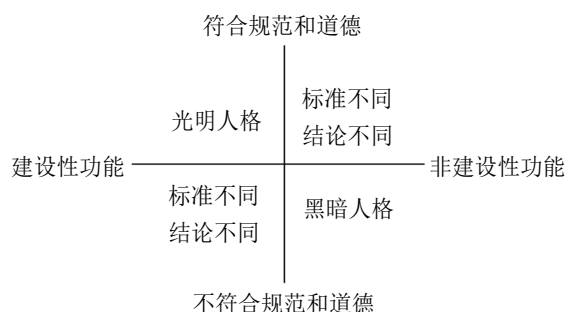 符合规范和道德
标准不同
光明人格
结论不同
建设性功能
非建设性功能
标准不同
黑暗人格
结论不同
不符合规范和道德